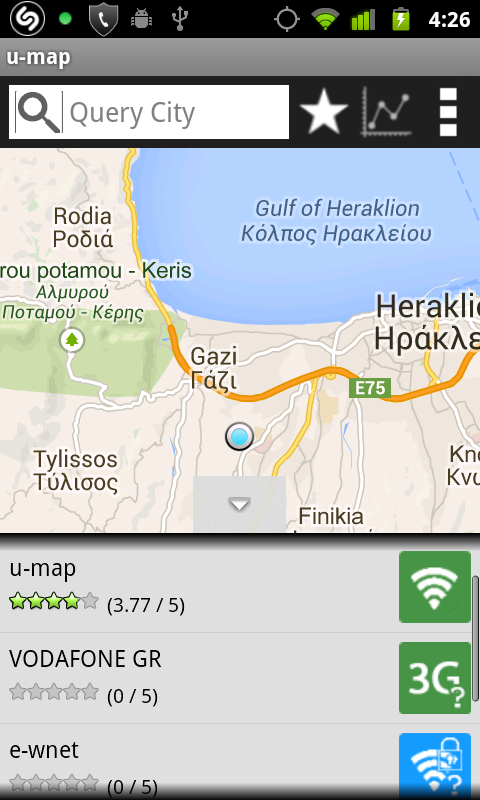 4:26
u-map
Query City
Rodia
Ροδιά
Gulf of Heraklion
Κόλπος Ηρακλείου
rou potamou - Keris
Αλμυρού
Ποταμού - Κέρης
Heraklio
Ηράκλε
Gazi
Γάζι
E75
Tylissos
Τύλισος
Kno
Κνω
Finikia
u-map
(3.77 / 5)
VODAFONE GR
(0 / 5)
3G?
e-wnet
(0 / 5)
?